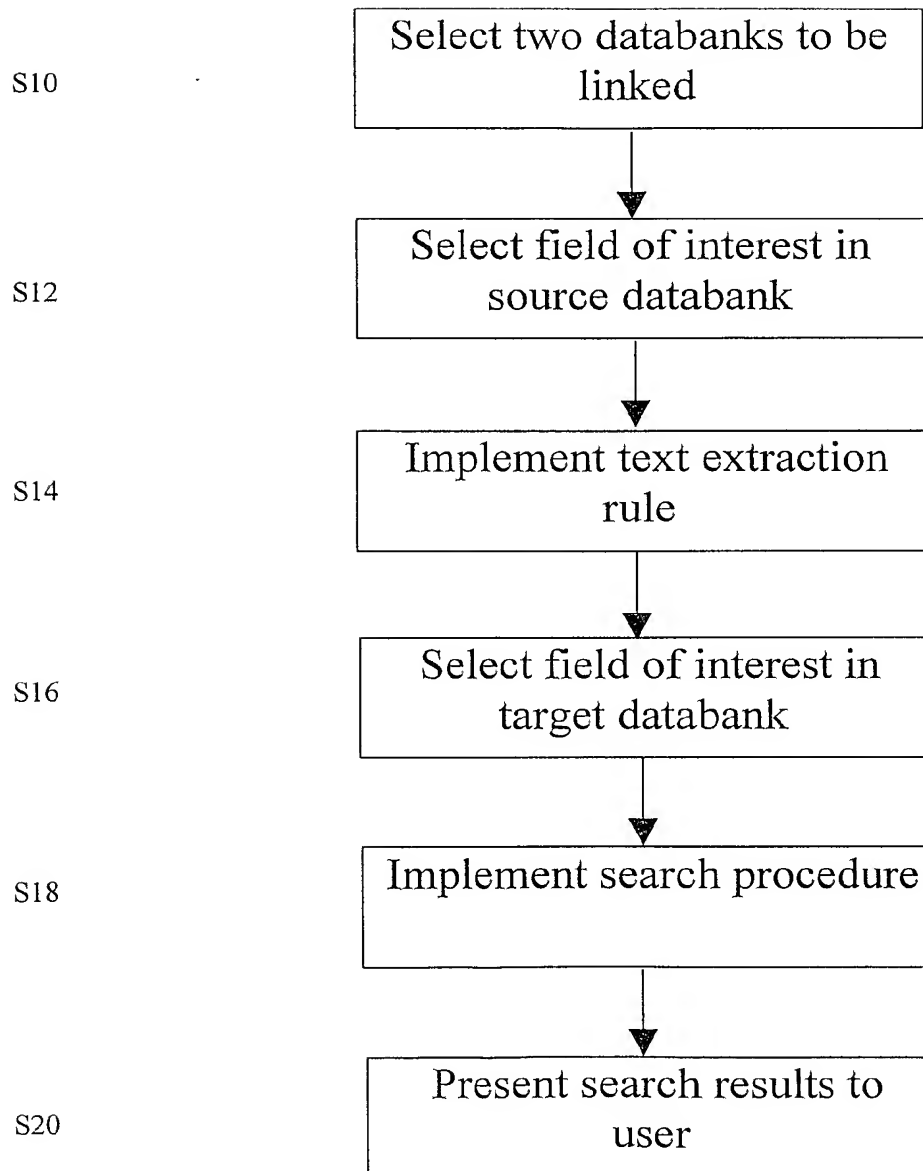 S10
Select two databanks to be
linked
S12
Select field of interest in
source databank
S14
Implement text extraction
rule
S16
Select field of interest in
target databank
S18
Implement search procedure
S20
Present search results to
user